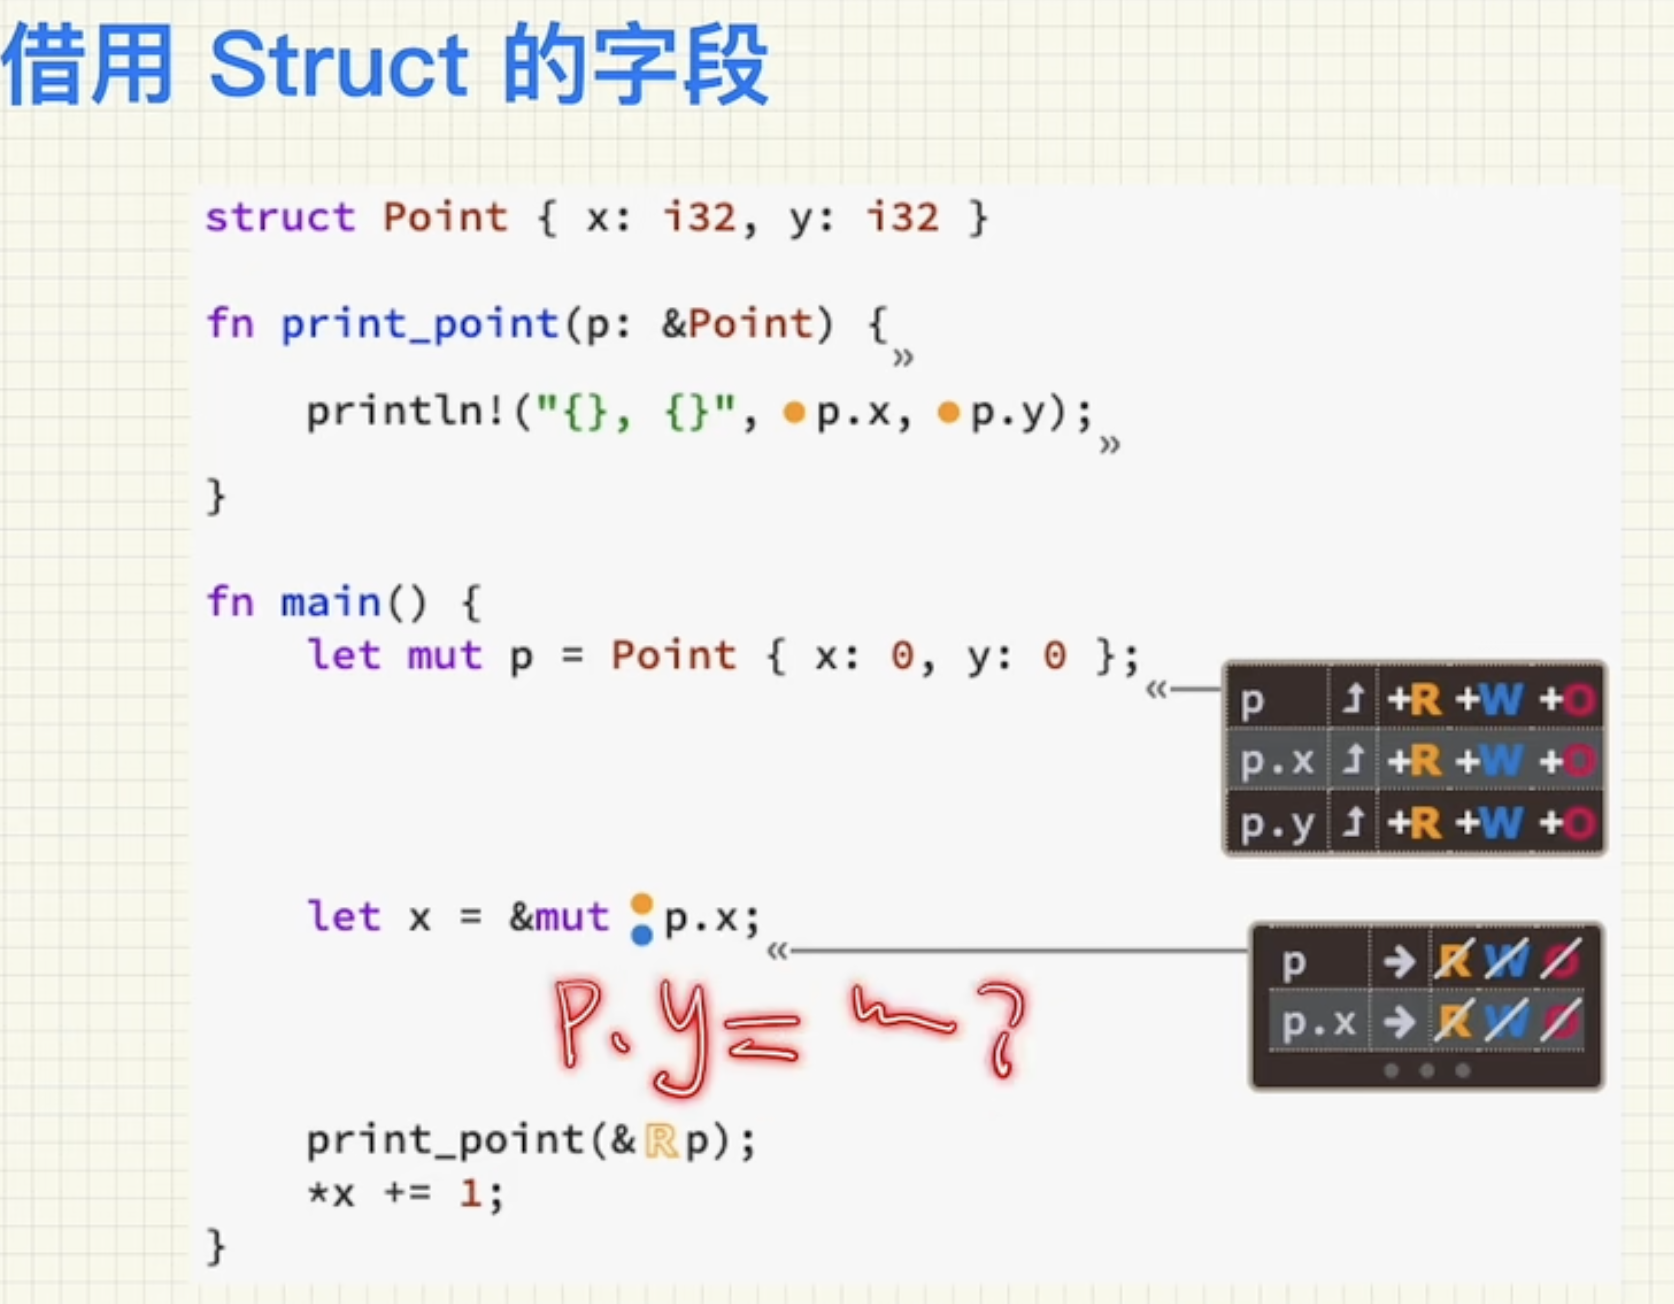 借用 Struct 的字段
struct Point { x: i32, y: i32 }
fn print_point(p: &Point) {
»
println!("{}, {}", p.x, p.y);
»
}
fn main() {
let mut p = Point { x: 0, y: 0 };
«
p ⤴ +R +W +O
p.x ⤴ +R +W +O
p.y ⤴ +R +W +O
let x = &mut p.x;
«
p → R W O
p.x → R W O
P.y= ?
print_point(&Rp);
*x += 1;
}